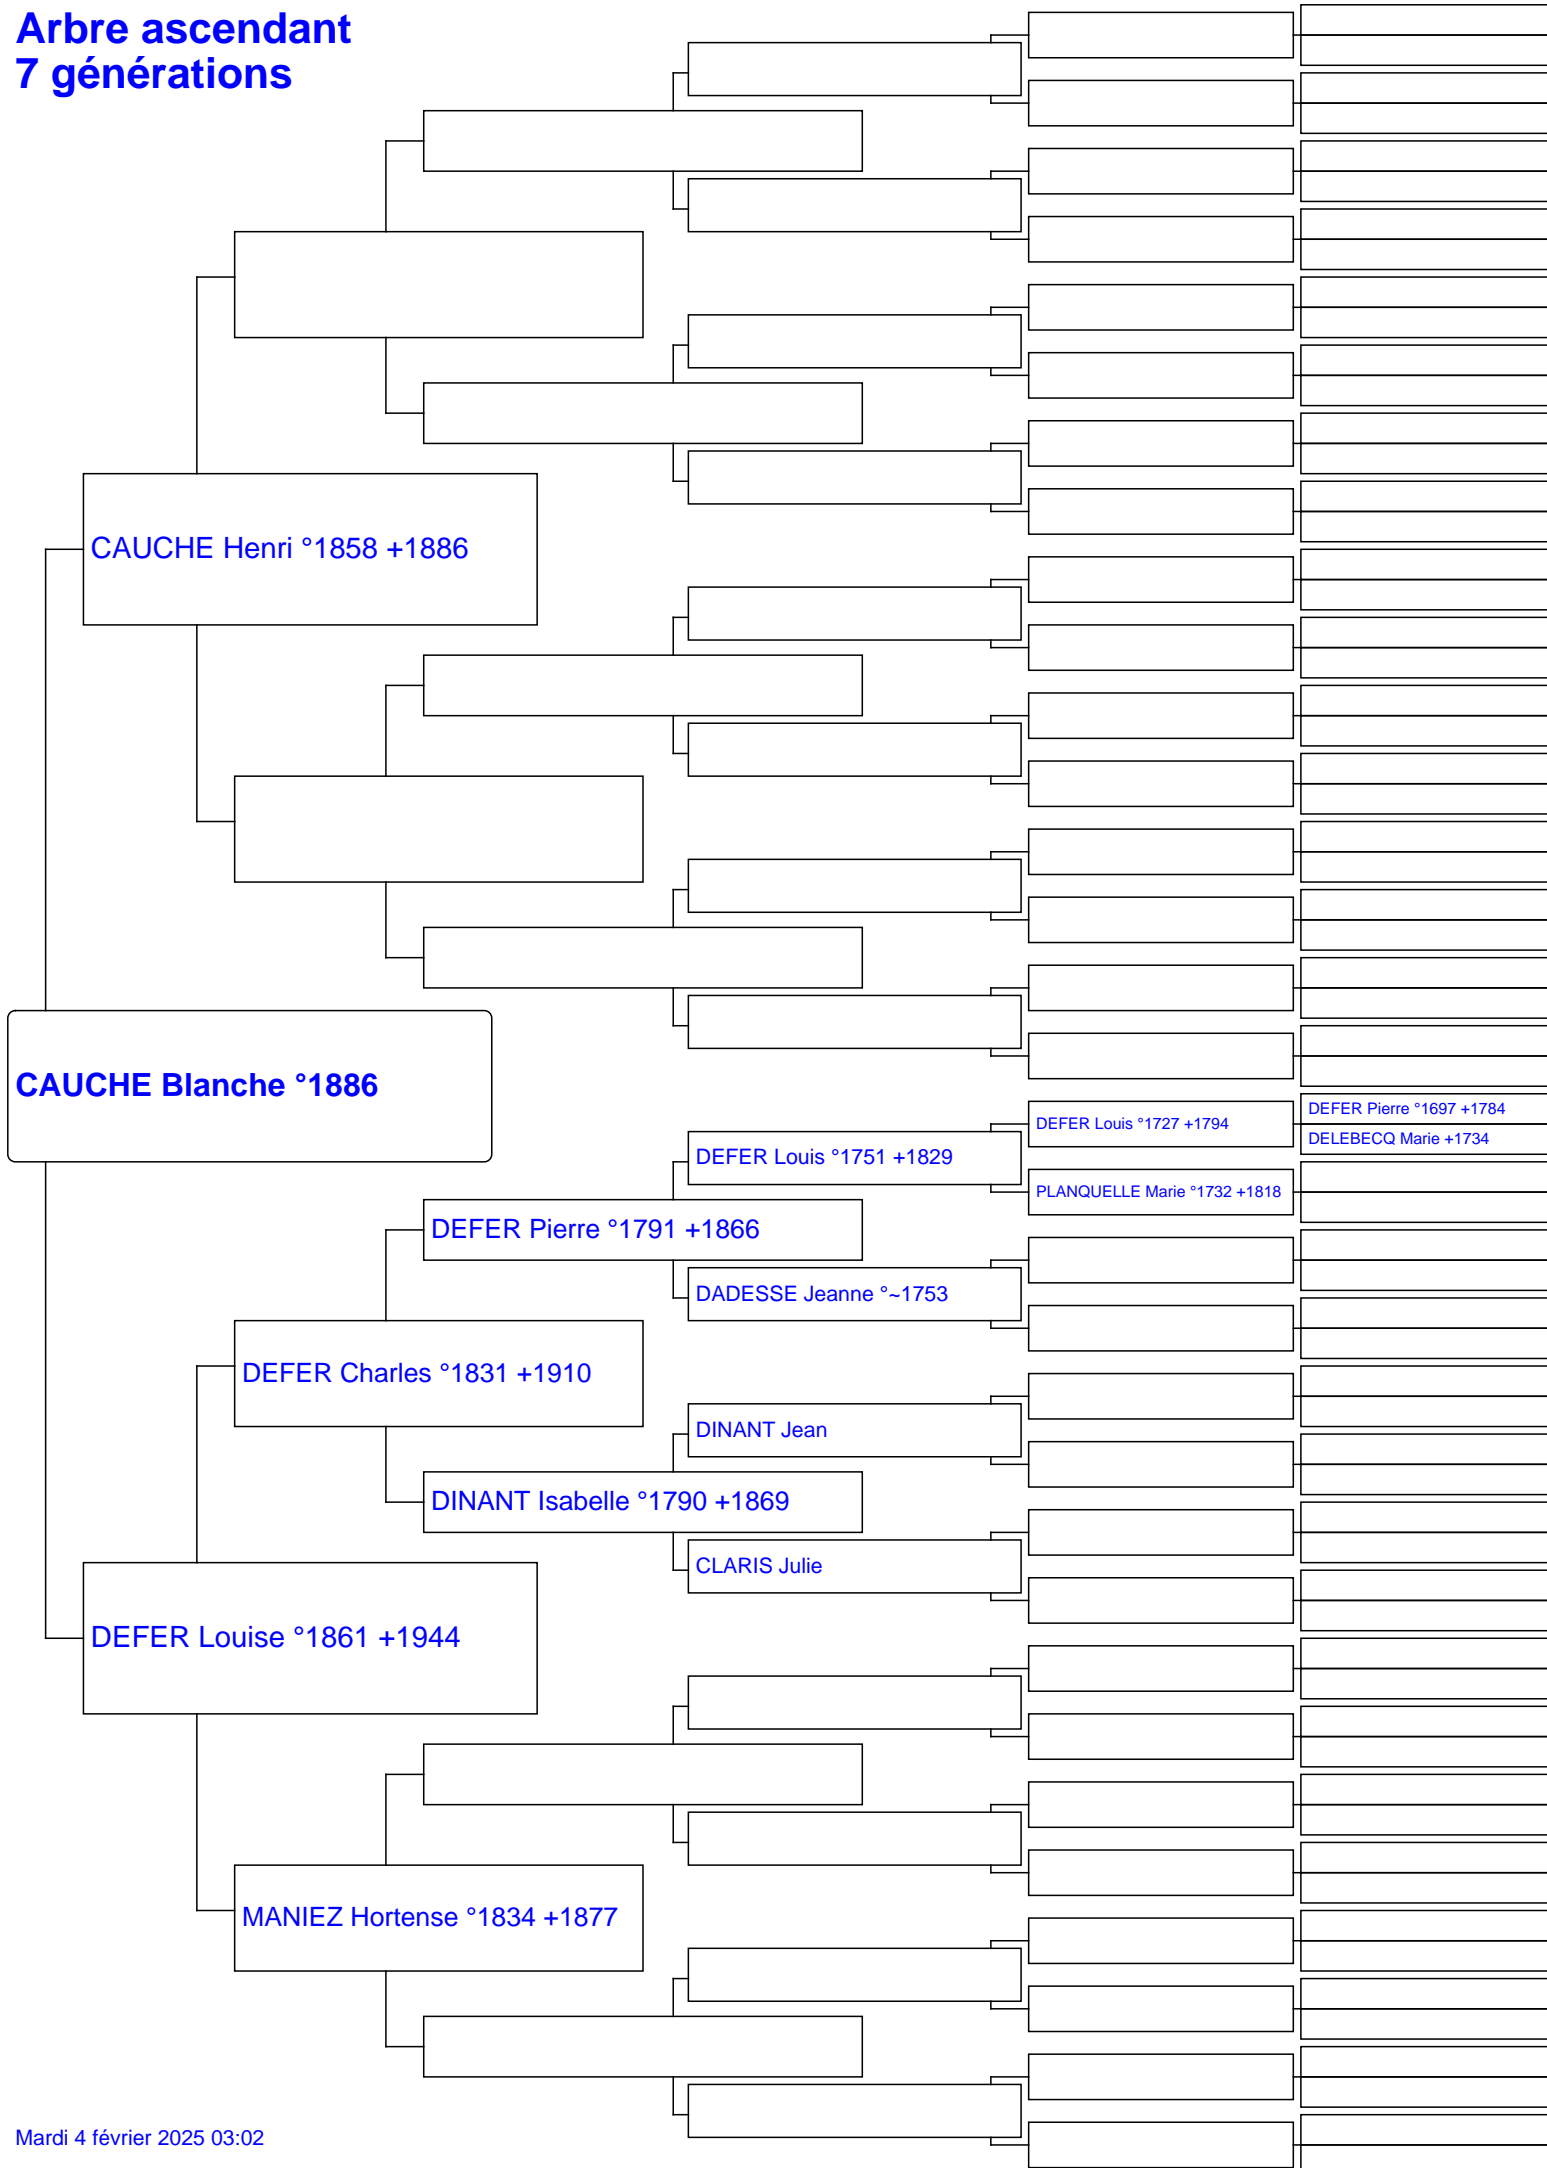 Arbre ascendant
7 générations
CAUCHE Henri °1858 +1886
CAUCHE Blanche °1886
DEFER Pierre °1697 +1784
DEFER Louis °1727 +1794
DELEBECQ Marie +1734
DEFER Louis °1751 +1829
PLANQUELLE Marie °1732 +1818
DEFER Pierre °1791 +1866
DADESSE Jeanne °~1753
DEFER Charles °1831 +1910
DINANT Jean
DINANT Isabelle °1790 +1869
CLARIS Julie
DEFER Louise °1861 +1944
MANIEZ Hortense °1834 +1877
Mardi 4 février 2025 03:02